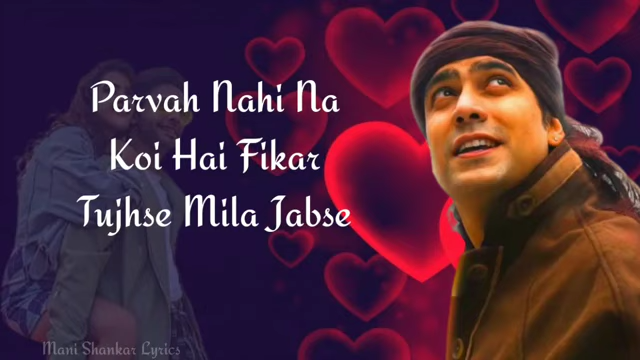 Parvah Nahi Na
Koi Hai Fikar
Tujhse Mila Jabse
Mani Shankar Lyrics